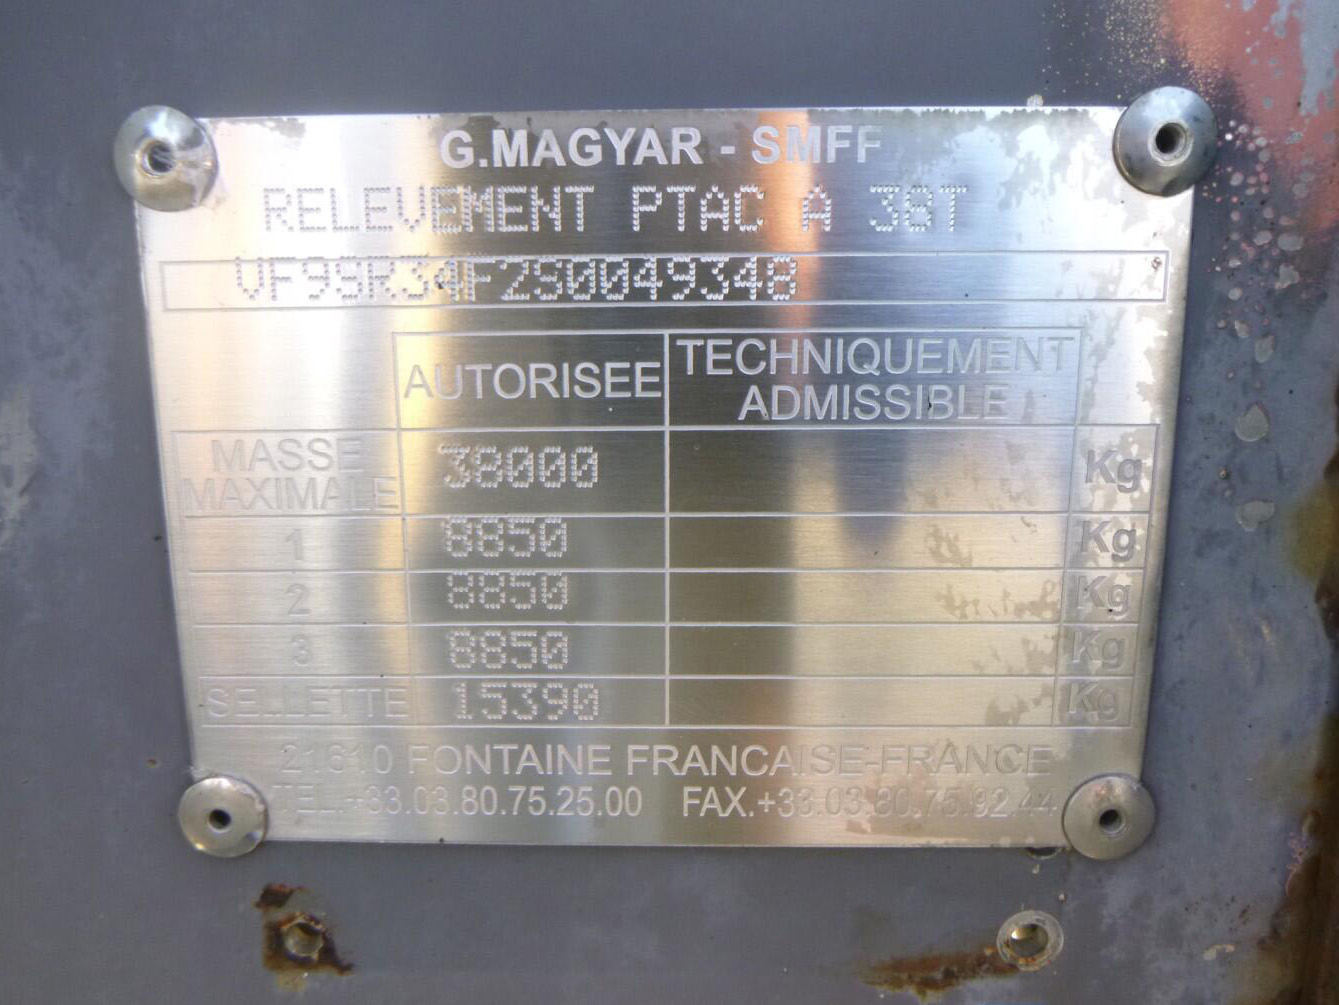 G.MAGYAR - SMFF
RELEVEMENT PTAC A 38T
VF99R34F2S0049348
AUTORISEE
TECHNIQUEMENT
ADMISSIBLE
MASSE
MAXIMALE
38000
Kg
1
8850
Kg
2
8850
Kg
3
8850
Kg
SELLETTE
15390
Kg
21610 FONTAINE FRANCAISE-FRANCE
TEL.+33.03.80.75.25.00 FAX.+33.03.80.75.92.44